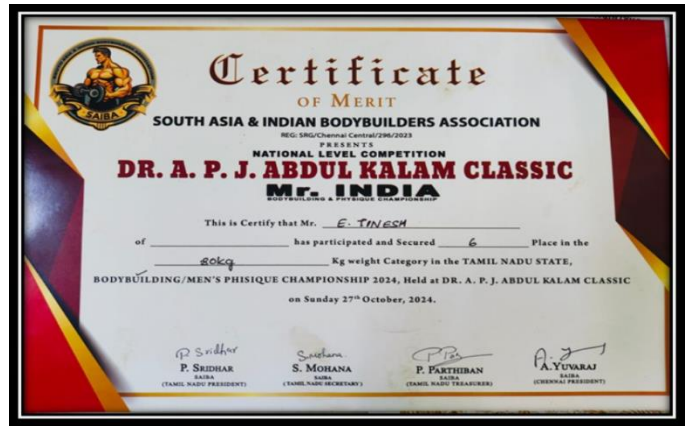 SAIBA
Certificate
OF MERIT
SOUTH ASIA & INDIAN BODYBUILDERS ASSOCIATION
REG: SRG/Chennai Central/296/2023
PRESENTS
NATIONAL LEVEL COMPETITION
DR. A. P. J. ABDUL KALAM CLASSIC
Mr. INDIA
BODYBUILDING & PHYSIQUE CHAMPIONSHIP
This is Certify that Mr. E. TINESH
of has participated and Secured 6 Place in the
80kg Kg weight Category in the TAMIL NADU STATE,
BODYBUILDING/MEN'S PHISIQUE CHAMPIONSHIP 2024, Held at DR. A. P. J. ABDUL KALAM CLASSIC
on Sunday 27th October, 2024.
P. Sridhar
P. SRIDHAR
SAIBA
(TAMIL NADU PRESIDENT)
S. MOHANA
SAIBA
(TAMIL NADU SECRETARY)
P. PARTHIBAN
SAIBA
(TAMIL NADU TREASURER)
A.YUVARAJ
SAIBA
(CHENNAI PRESIDENT)